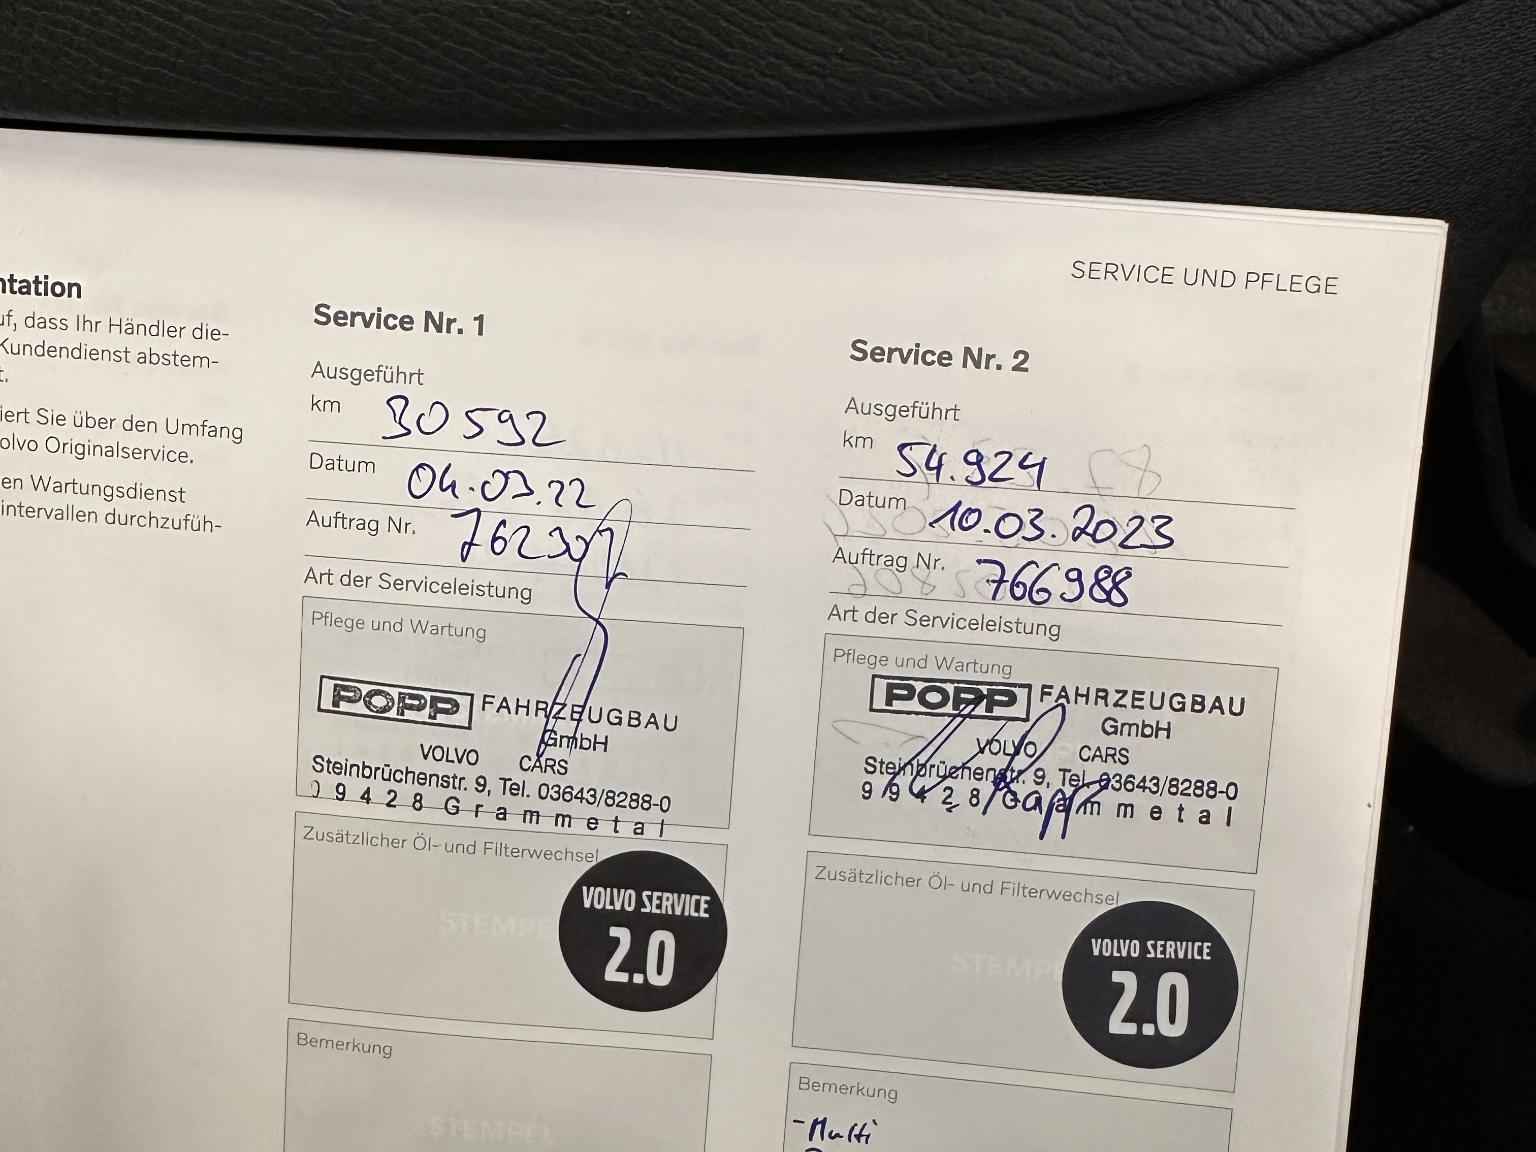 SERVICE UND PFLEGE
ntation
uf, dass Ihr Händler die-
Kundendienst abstem-
t.
iert Sie über den Umfang
olvo Originalservice.
en Wartungsdienst
intervallen durchzufüh-
Service Nr. 1
Ausgeführt
km 30592
Datum 04.03.22
Auftrag Nr. 762307
Art der Serviceleistung
Pflege und Wartung
POPP FAHRZEUGBAU
GmbH
VOLVO CARS
Steinbrüchenstr. 9, Tel. 03643/8288-0
99428 Grammetal
Zusätzlicher Öl- und Filterwechsel
STEMPEL
VOLVO SERVICE
2.0
Bemerkung
STEMPEL
Service Nr. 2
Ausgeführt
km 54.924
Datum 10.03.2023
Auftrag Nr. 766988
Art der Serviceleistung
Pflege und Wartung
POPP FAHRZEUGBAU
GmbH
VOLVO CARS
Steinbrüchenstr. 9, Tel. 03643/8288-0
99428 Grammetal
Zusätzlicher Öl- und Filterwechsel
STEMPE
VOLVO SERVICE
2.0
Bemerkung
- Multi